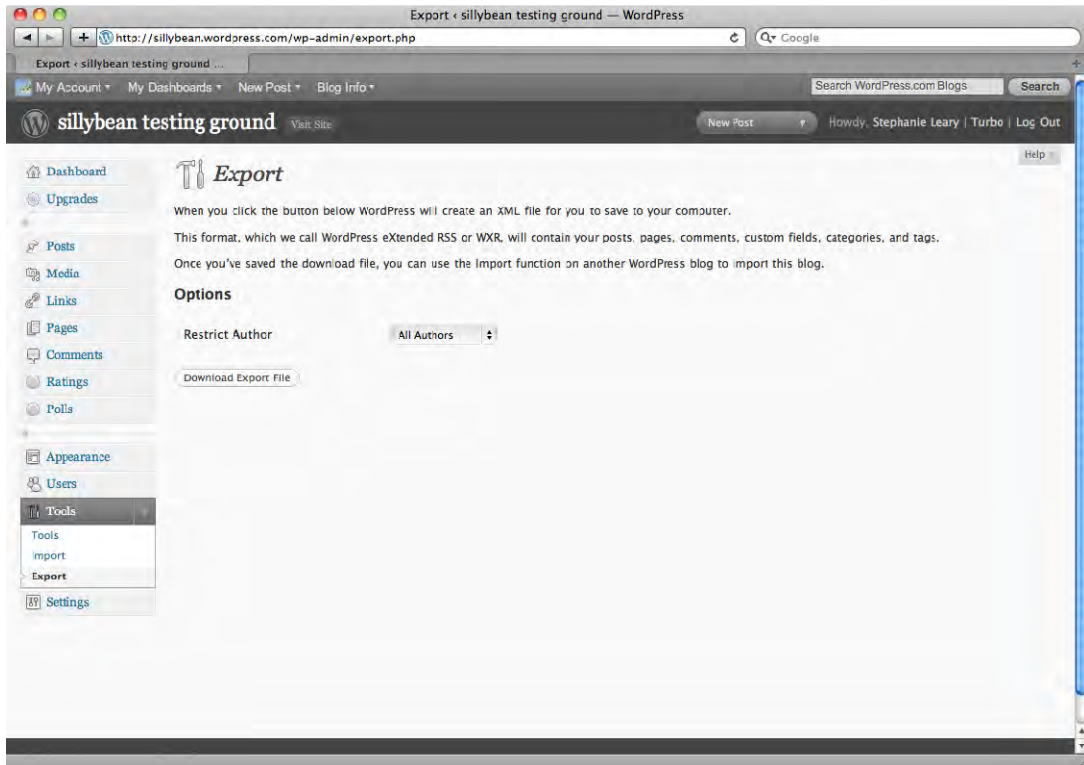 Export ‹ sillybean testing ground — WordPress
http://sillybean.wordpress.com/wp-admin/export.php
Google
Export ‹ sillybean testing ground ...
My Account My Dashboards New Post Blog Info
Search WordPress.com Blogs Search
sillybean testing ground Visit Site
New Post Howdy, Stephanie Leary | Turbo | Log Out
Help
Dashboard
Upgrades
Posts
Media
Links
Pages
Comments
Ratings
Polls
Appearance
Users
Tools
Tools
Import
Export
Settings
Export
When you click the button below WordPress will create an XML file for you to save to your computer.
This format, which we call WordPress eXtended RSS or WXR, will contain your posts, pages, comments, custom fields, categories, and tags.
Once you've saved the download file, you can use the Import function on another WordPress blog to import this blog.
Options
Restrict Author All Authors
Download Export File